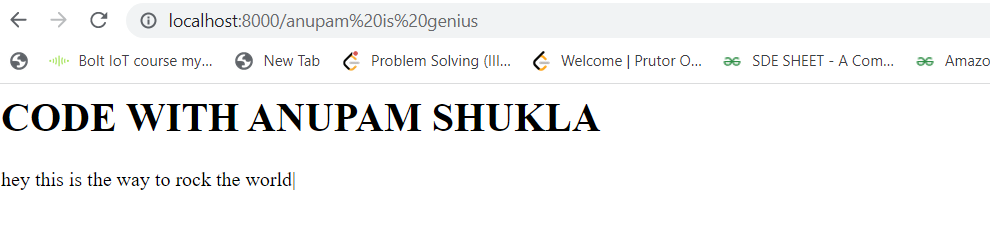 localhost:8000/anupam%20is%20genius
Bolt IoT course my... New Tab Problem Solving (III... Welcome | Prutor O... SDE SHEET - A Com... Amazo
CODE WITH ANUPAM SHUKLA
hey this is the way to rock the world